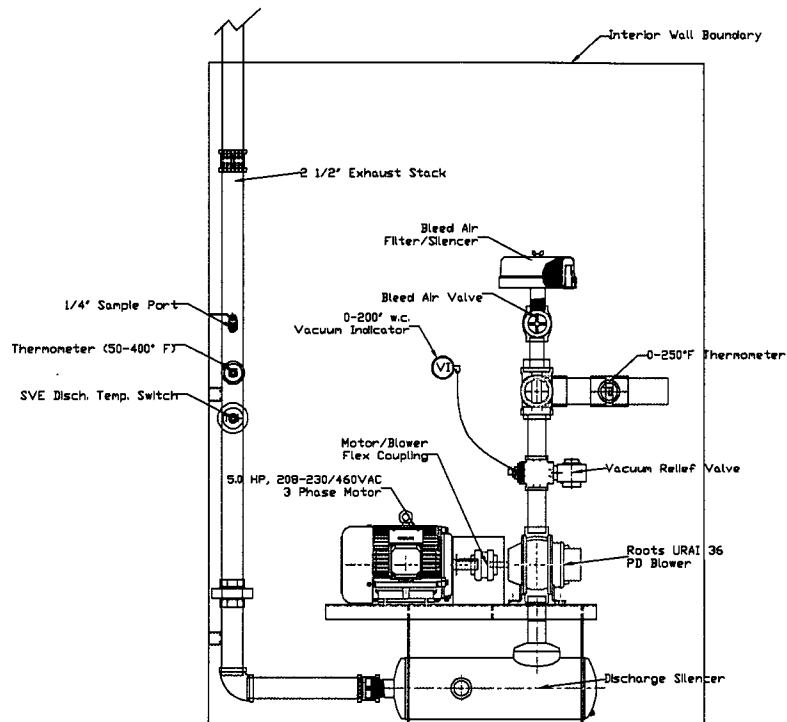 Interior Wall Boundary
2 1/2" Exhaust Stack
Bleed Air
Filter/Silencer
1/4" Sample Port
Bleed Air Valve
0-200" w.c.
Vacuum Indicator
VI
Thermometer (50-400° F)
0-250°F Thermometer
SVE Disch. Temp. Switch
Motor/Blower
Flex Coupling
5.0 HP, 208-230/460VAC
3 Phase Motor
Vacuum Relief Valve
Roots URAI 36
PD Blower
Discharge Silencer